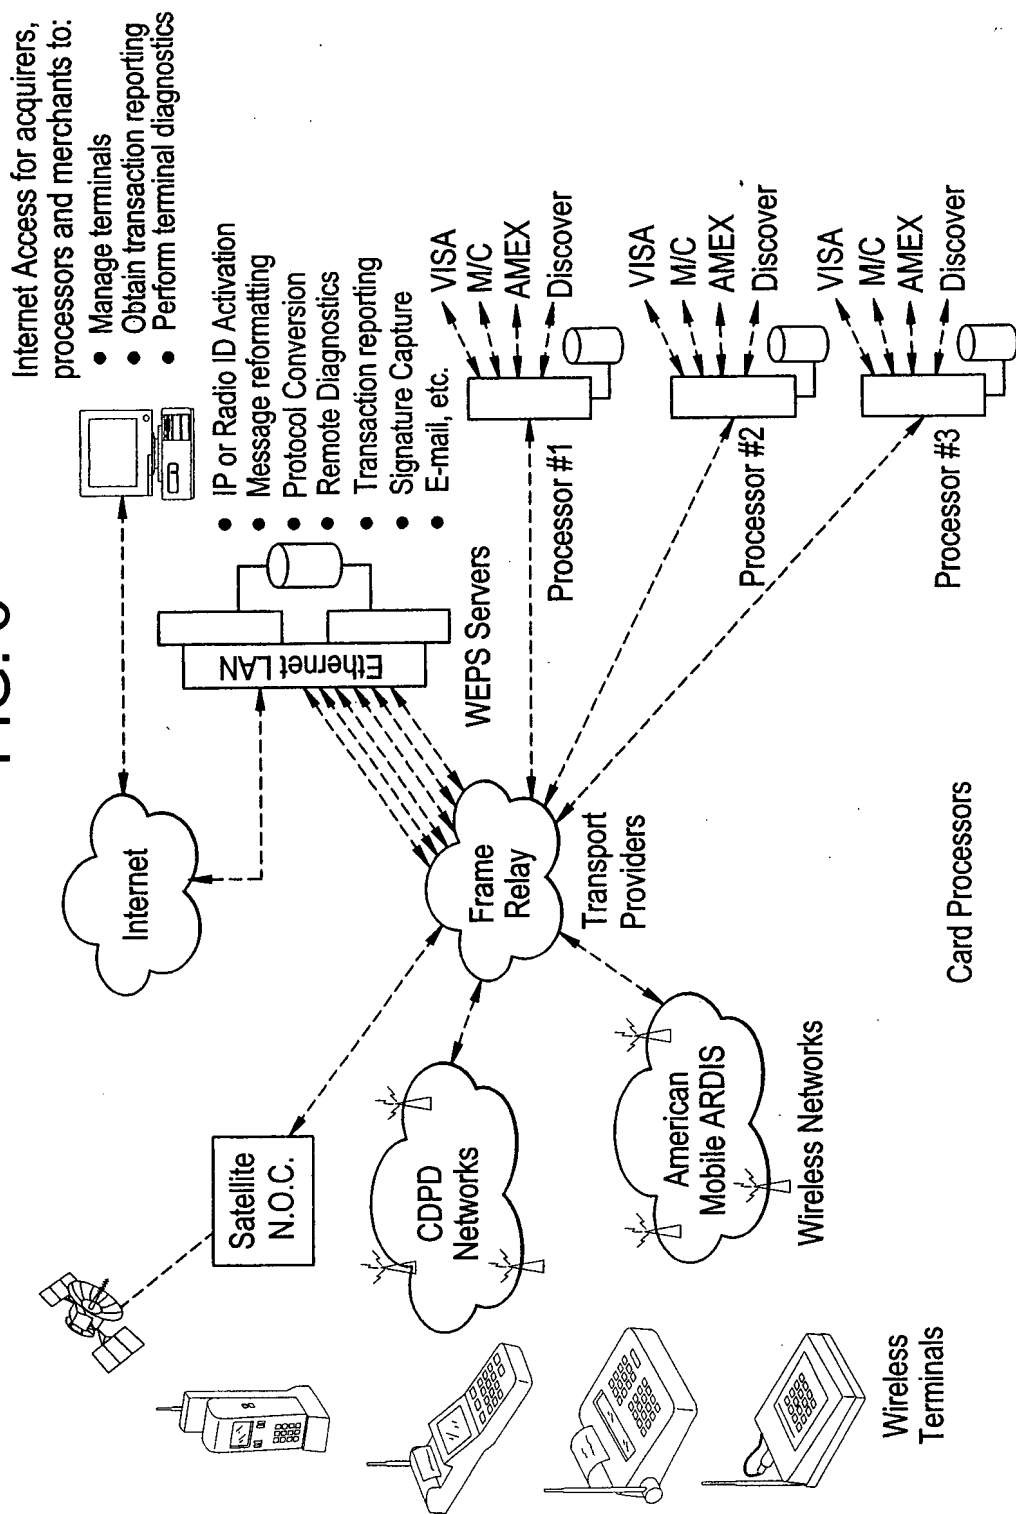 Internet Access for acquirers,
processors and merchants to:
● Manage terminals
● Obtain transaction reporting
● Perform terminal diagnostics
Internet
● IP or Radio ID Activation
● Message reformatting
● Protocol Conversion
● Remote Diagnostics
● Transaction reporting
● Signature Capture
● E-mail, etc.
Ethernet LAN
WEPS Servers
Satellite
N.O.C.
CDPD
Networks
American
Mobile ARDIS
Wireless Networks
Wireless
Terminals
Frame
Relay
Transport
Providers
Processor #1
VISA
M/C
AMEX
Discover
Processor #2
VISA
M/C
AMEX
Discover
Processor #3
VISA
M/C
AMEX
Discover
Card Processors